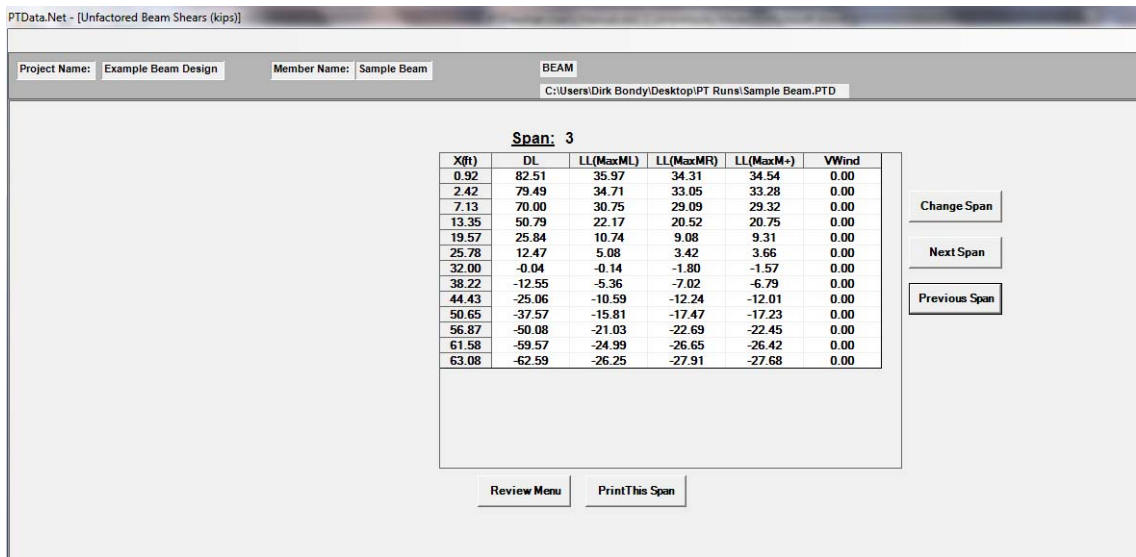 PTData.Net - [Unfactored Beam Shears (kips)]
Project Name: Example Beam Design Member Name: Sample Beam BEAM
C:\Users\Dirk Bondy\Desktop\PT Runs\Sample Beam.PTD
Span: 3
X(ft) DL LL(MaxML) LL(MaxMR) LL(MaxM+) VWind
0.92 82.51 35.97 34.31 34.54 0.00
2.42 79.49 34.71 33.05 33.28 0.00
7.13 70.00 30.75 29.09 29.32 0.00
13.35 50.79 22.17 20.52 20.75 0.00
19.57 25.84 10.74 9.08 9.31 0.00
25.78 12.47 5.08 3.42 3.66 0.00
32.00 -0.04 -0.14 -1.80 -1.57 0.00
38.22 -12.55 -5.36 -7.02 -6.79 0.00
44.43 -25.06 -10.59 -12.24 -12.01 0.00
50.65 -37.57 -15.81 -17.47 -17.23 0.00
56.87 -50.08 -21.03 -22.69 -22.45 0.00
61.58 -59.57 -24.99 -26.65 -26.42 0.00
63.08 -62.59 -26.25 -27.91 -27.68 0.00
Change Span
Next Span
Previous Span
Review Menu PrintThis Span